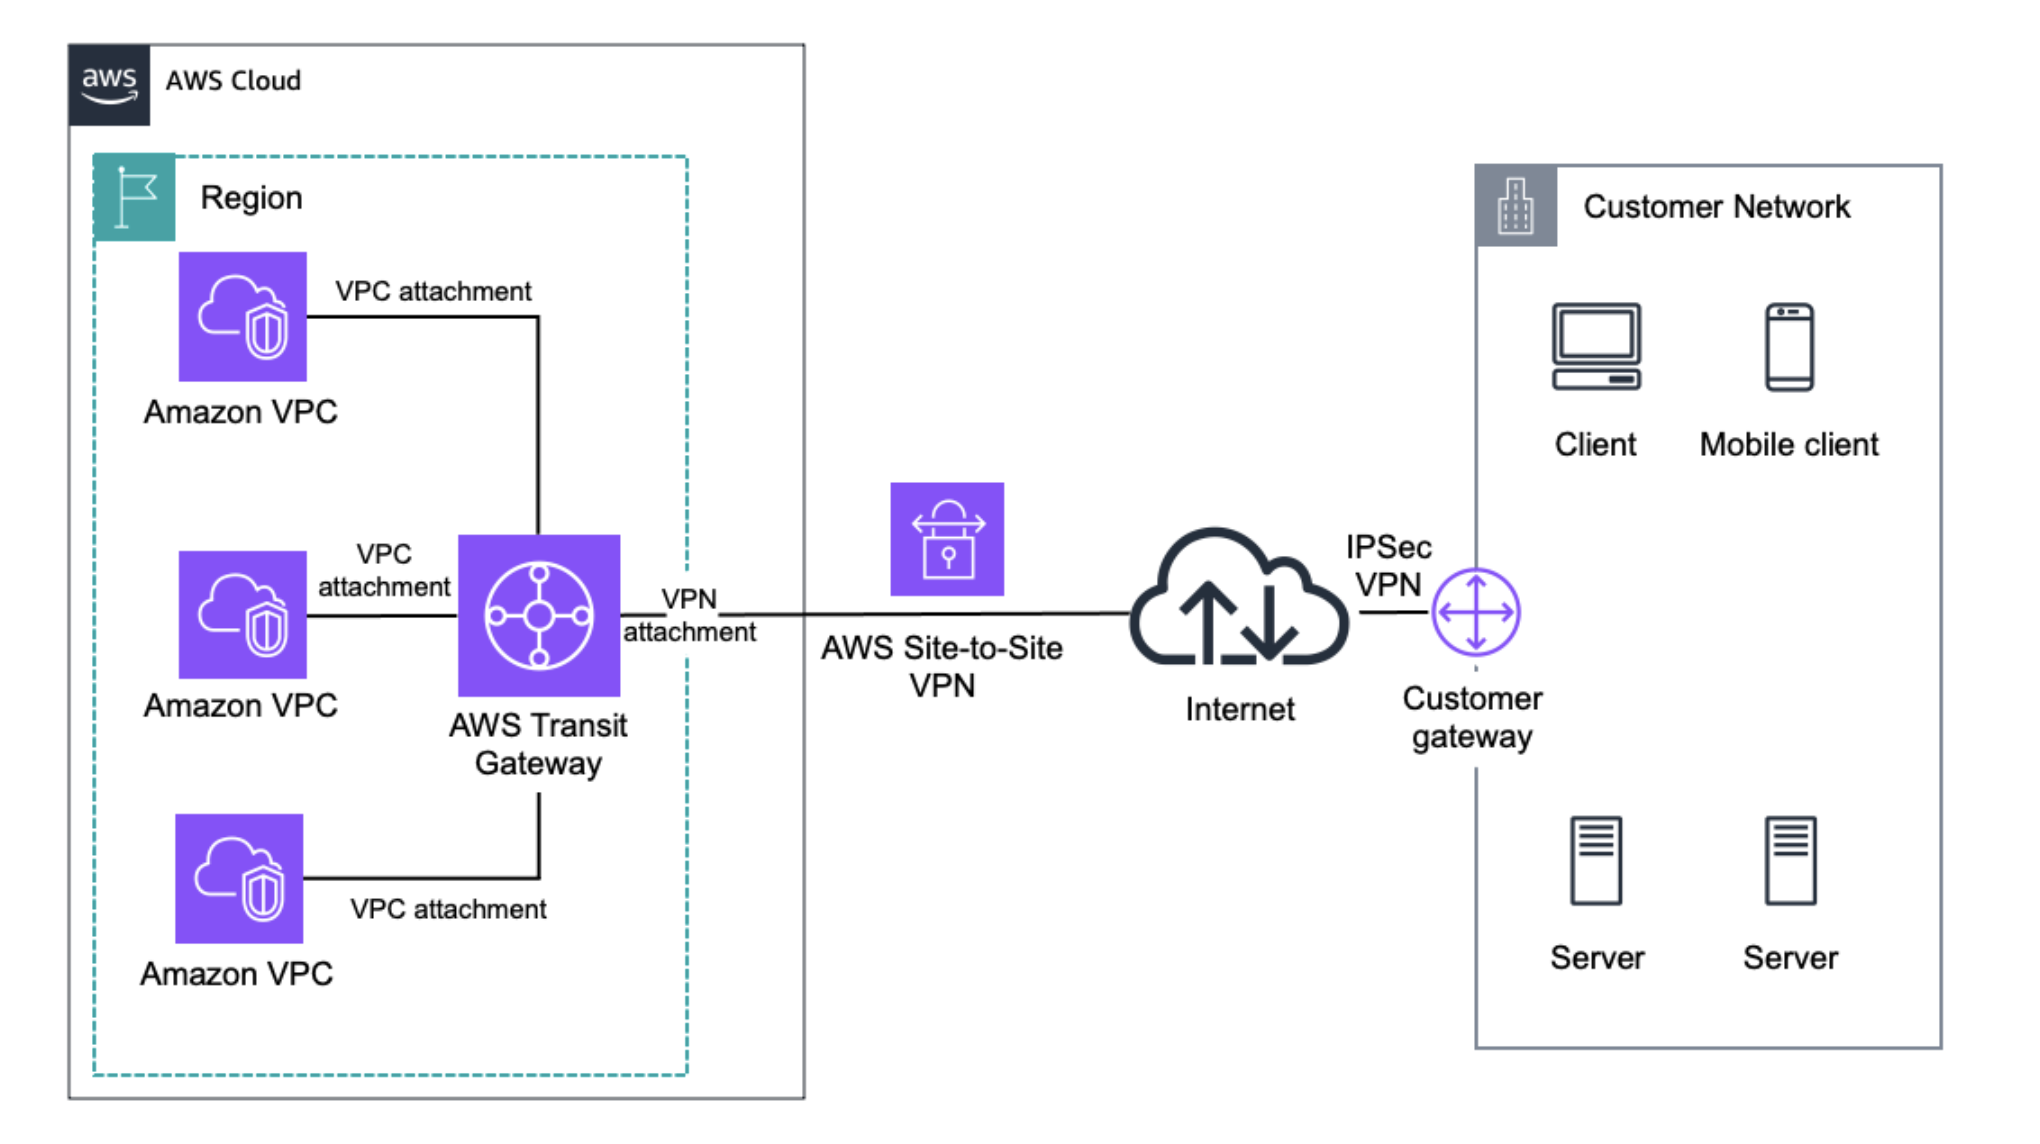 aws
AWS Cloud
Region
VPC attachment
Amazon VPC
VPC
attachment
Amazon VPC
AWS Transit
Gateway
VPN
attachment
VPC attachment
Amazon VPC
AWS Site-to-Site
VPN
Internet
IPSec
VPN
Customer
gateway
Customer Network
Client
Mobile client
Server
Server